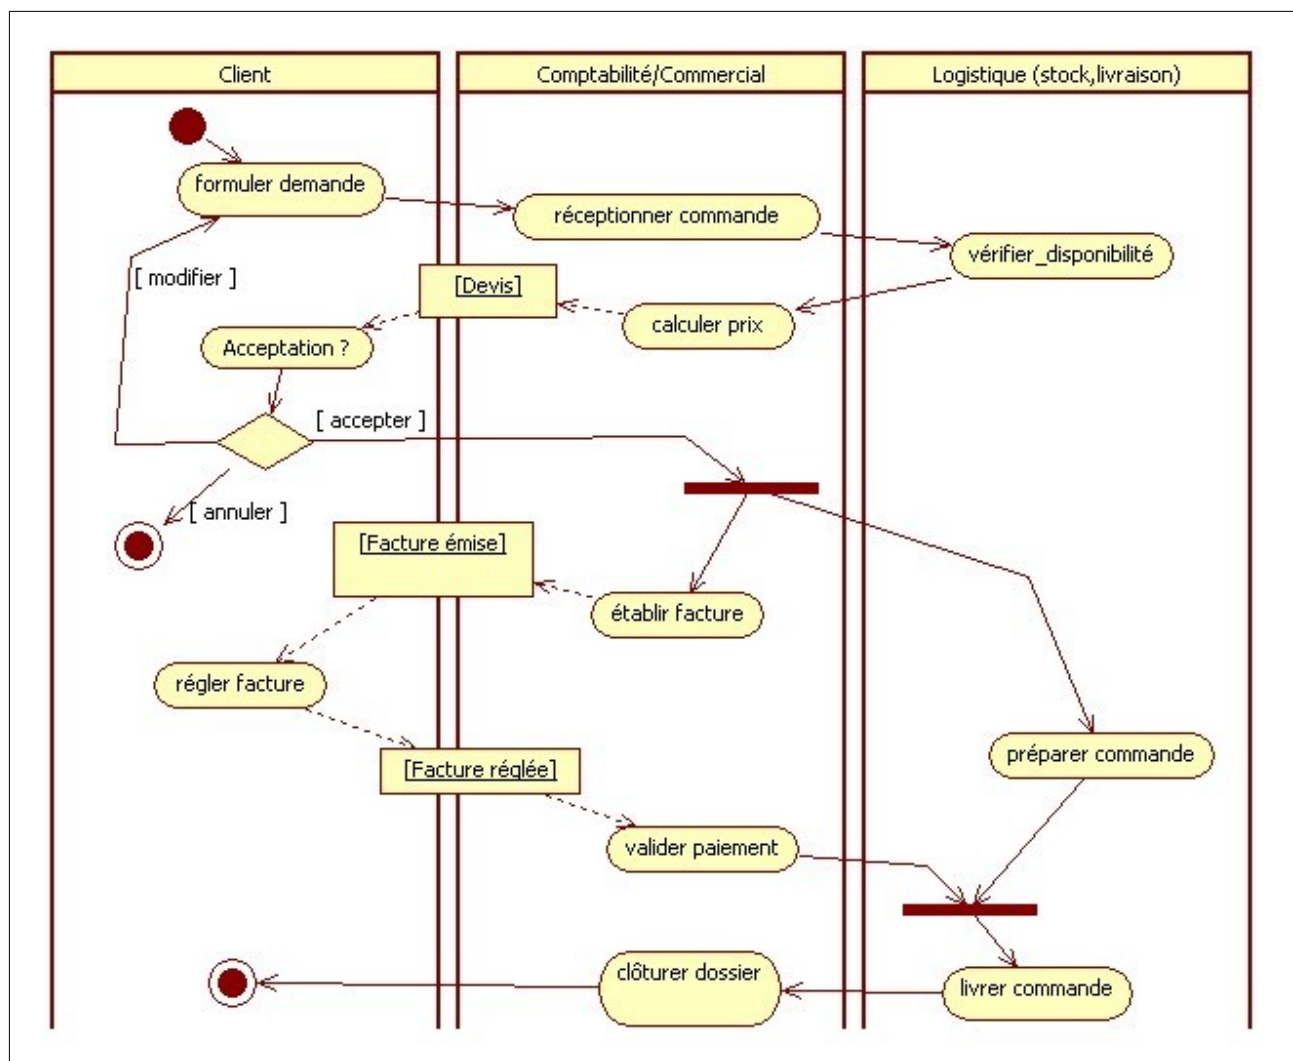 Client
Comptabilité/Commercial
Logistique (stock,livraison)
formuler demande
réceptionner commande
vérifier_disponibilité
[ modifier ]
[Devis]
calculer prix
Acceptation ?
[ accepter ]
[ annuler ]
[Facture émise]
établir facture
régler facture
préparer commande
[Facture réglée]
valider paiement
clôturer dossier
livrer commande